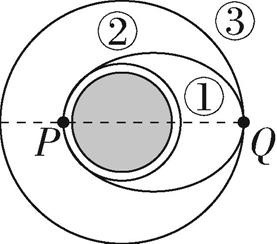 ② ③
①
P Q